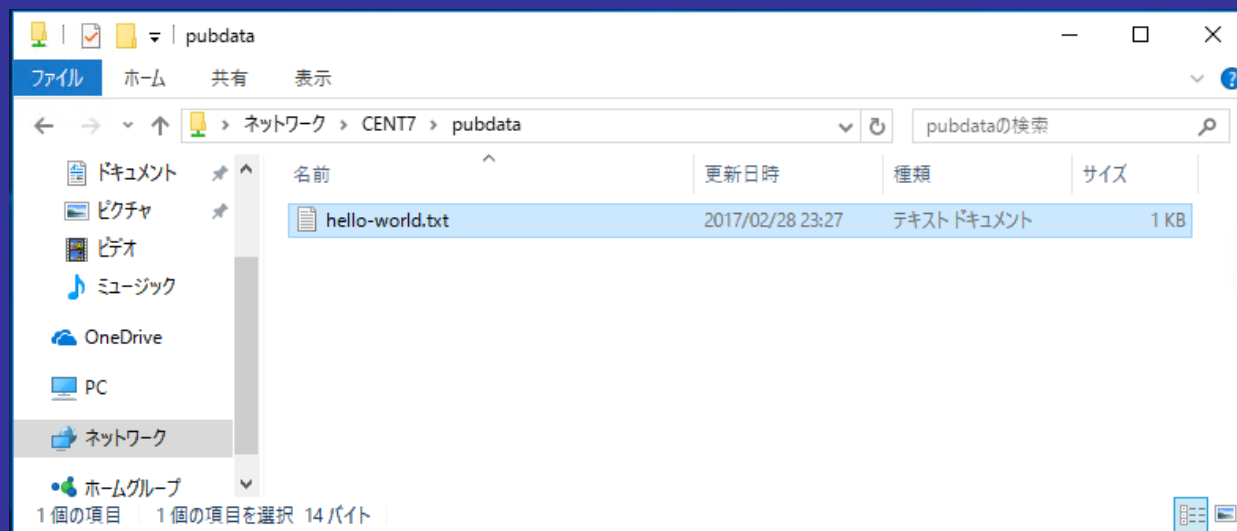 pubdata
ファイル ホーム 共有 表示
ネットワーク › CENT7 › pubdata pubdataの検索
名前 更新日時 種類 サイズ
hello-world.txt 2017/02/28 23:27 テキスト ドキュメント 1 KB
ドキュメント
ピクチャ
ビデオ
ミュージック
OneDrive
PC
ネットワーク
ホームグループ
1 個の項目 1 個の項目を選択 14 バイト